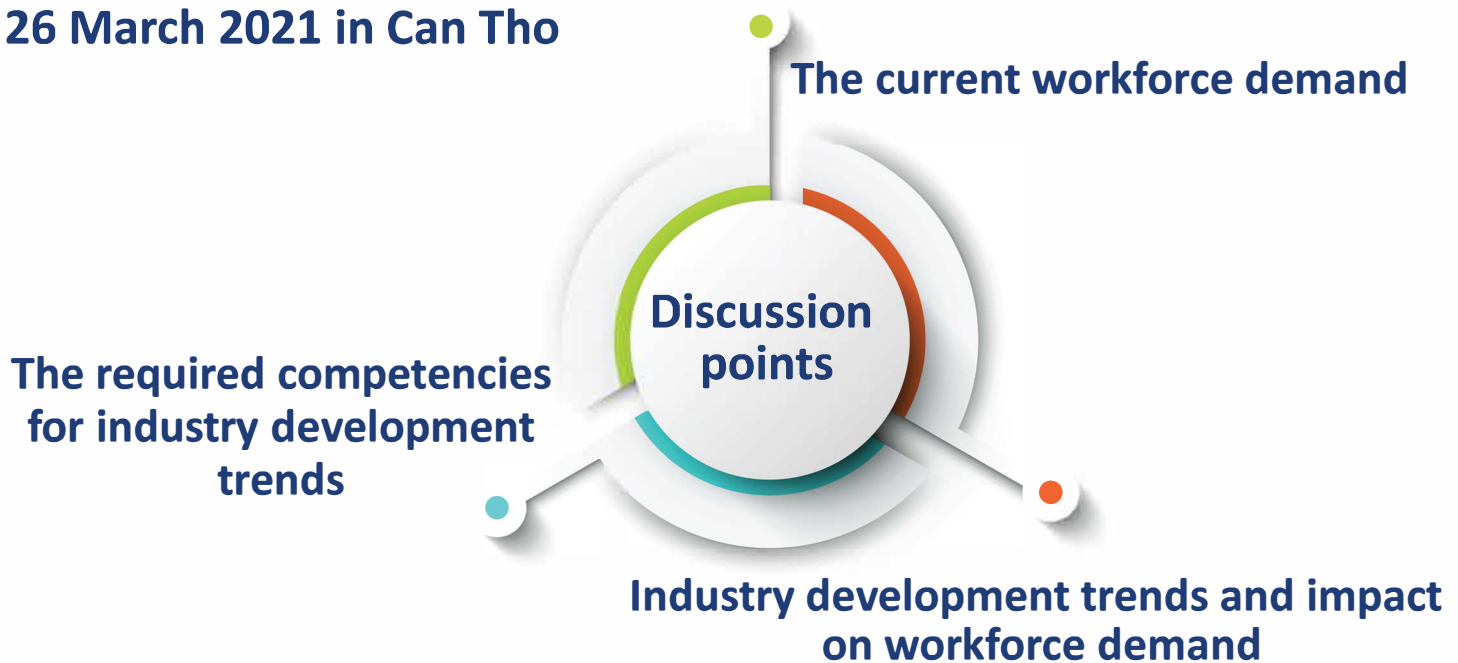 26 March 2021 in Can Tho
The current workforce demand
Discussion
points
The required competencies
for industry development
trends
Industry development trends and impact
on workforce demand